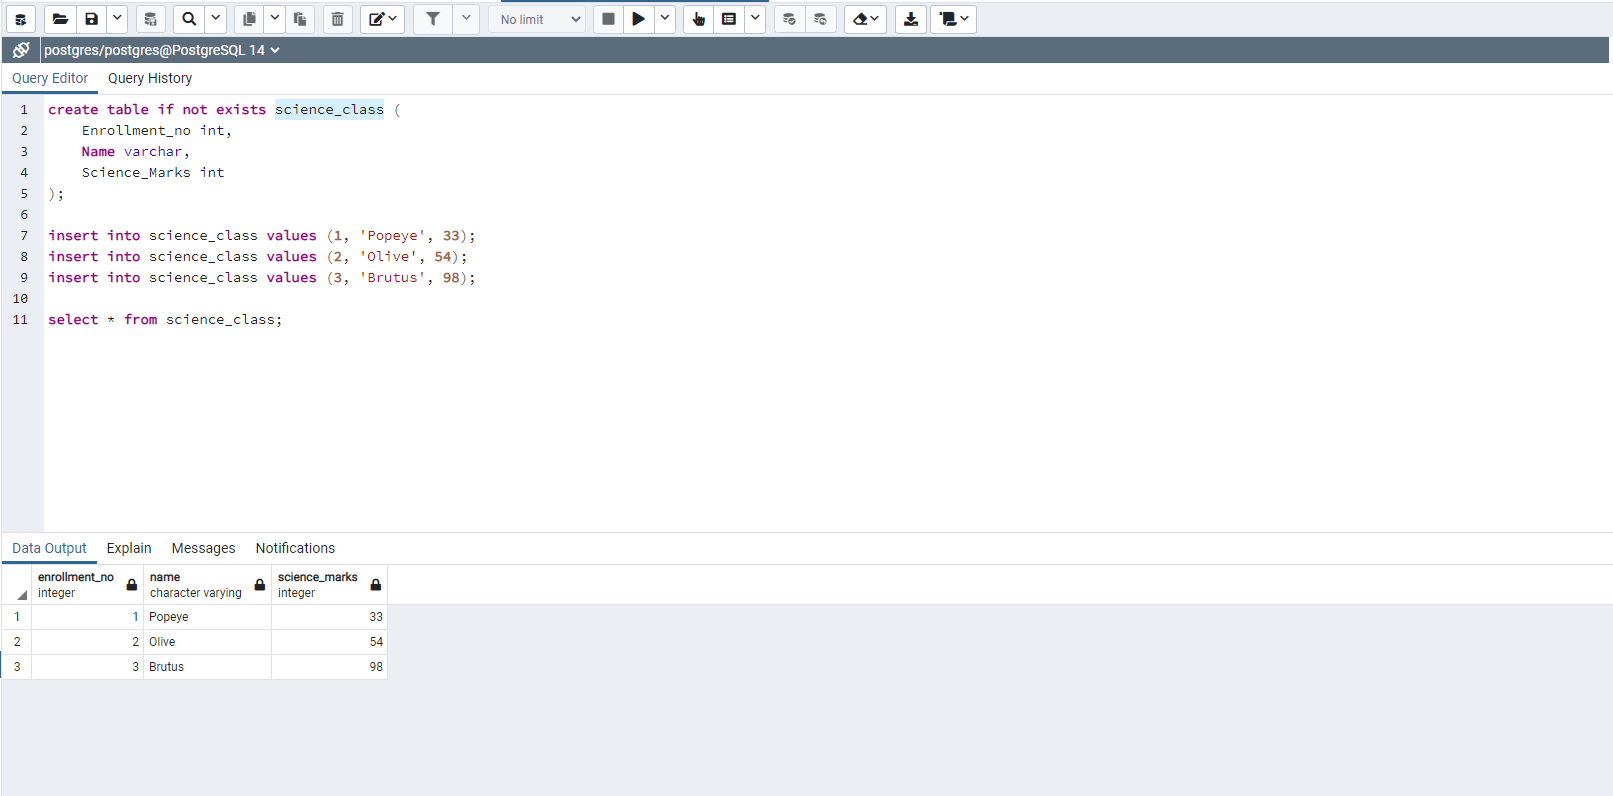 No limit
postgres/postgres@PostgreSQL 14
Query Editor Query History
1 create table if not exists science_class (
2     Enrollment_no int,
3     Name varchar,
4     Science_Marks int
5 );
6
7 insert into science_class values (1, 'Popeye', 33);
8 insert into science_class values (2, 'Olive', 54);
9 insert into science_class values (3, 'Brutus', 98);
10
11 select * from science_class;
Data Output Explain Messages Notifications
enrollment_no name science_marks
integer character varying integer
1 1 Popeye 33
2 2 Olive 54
3 3 Brutus 98